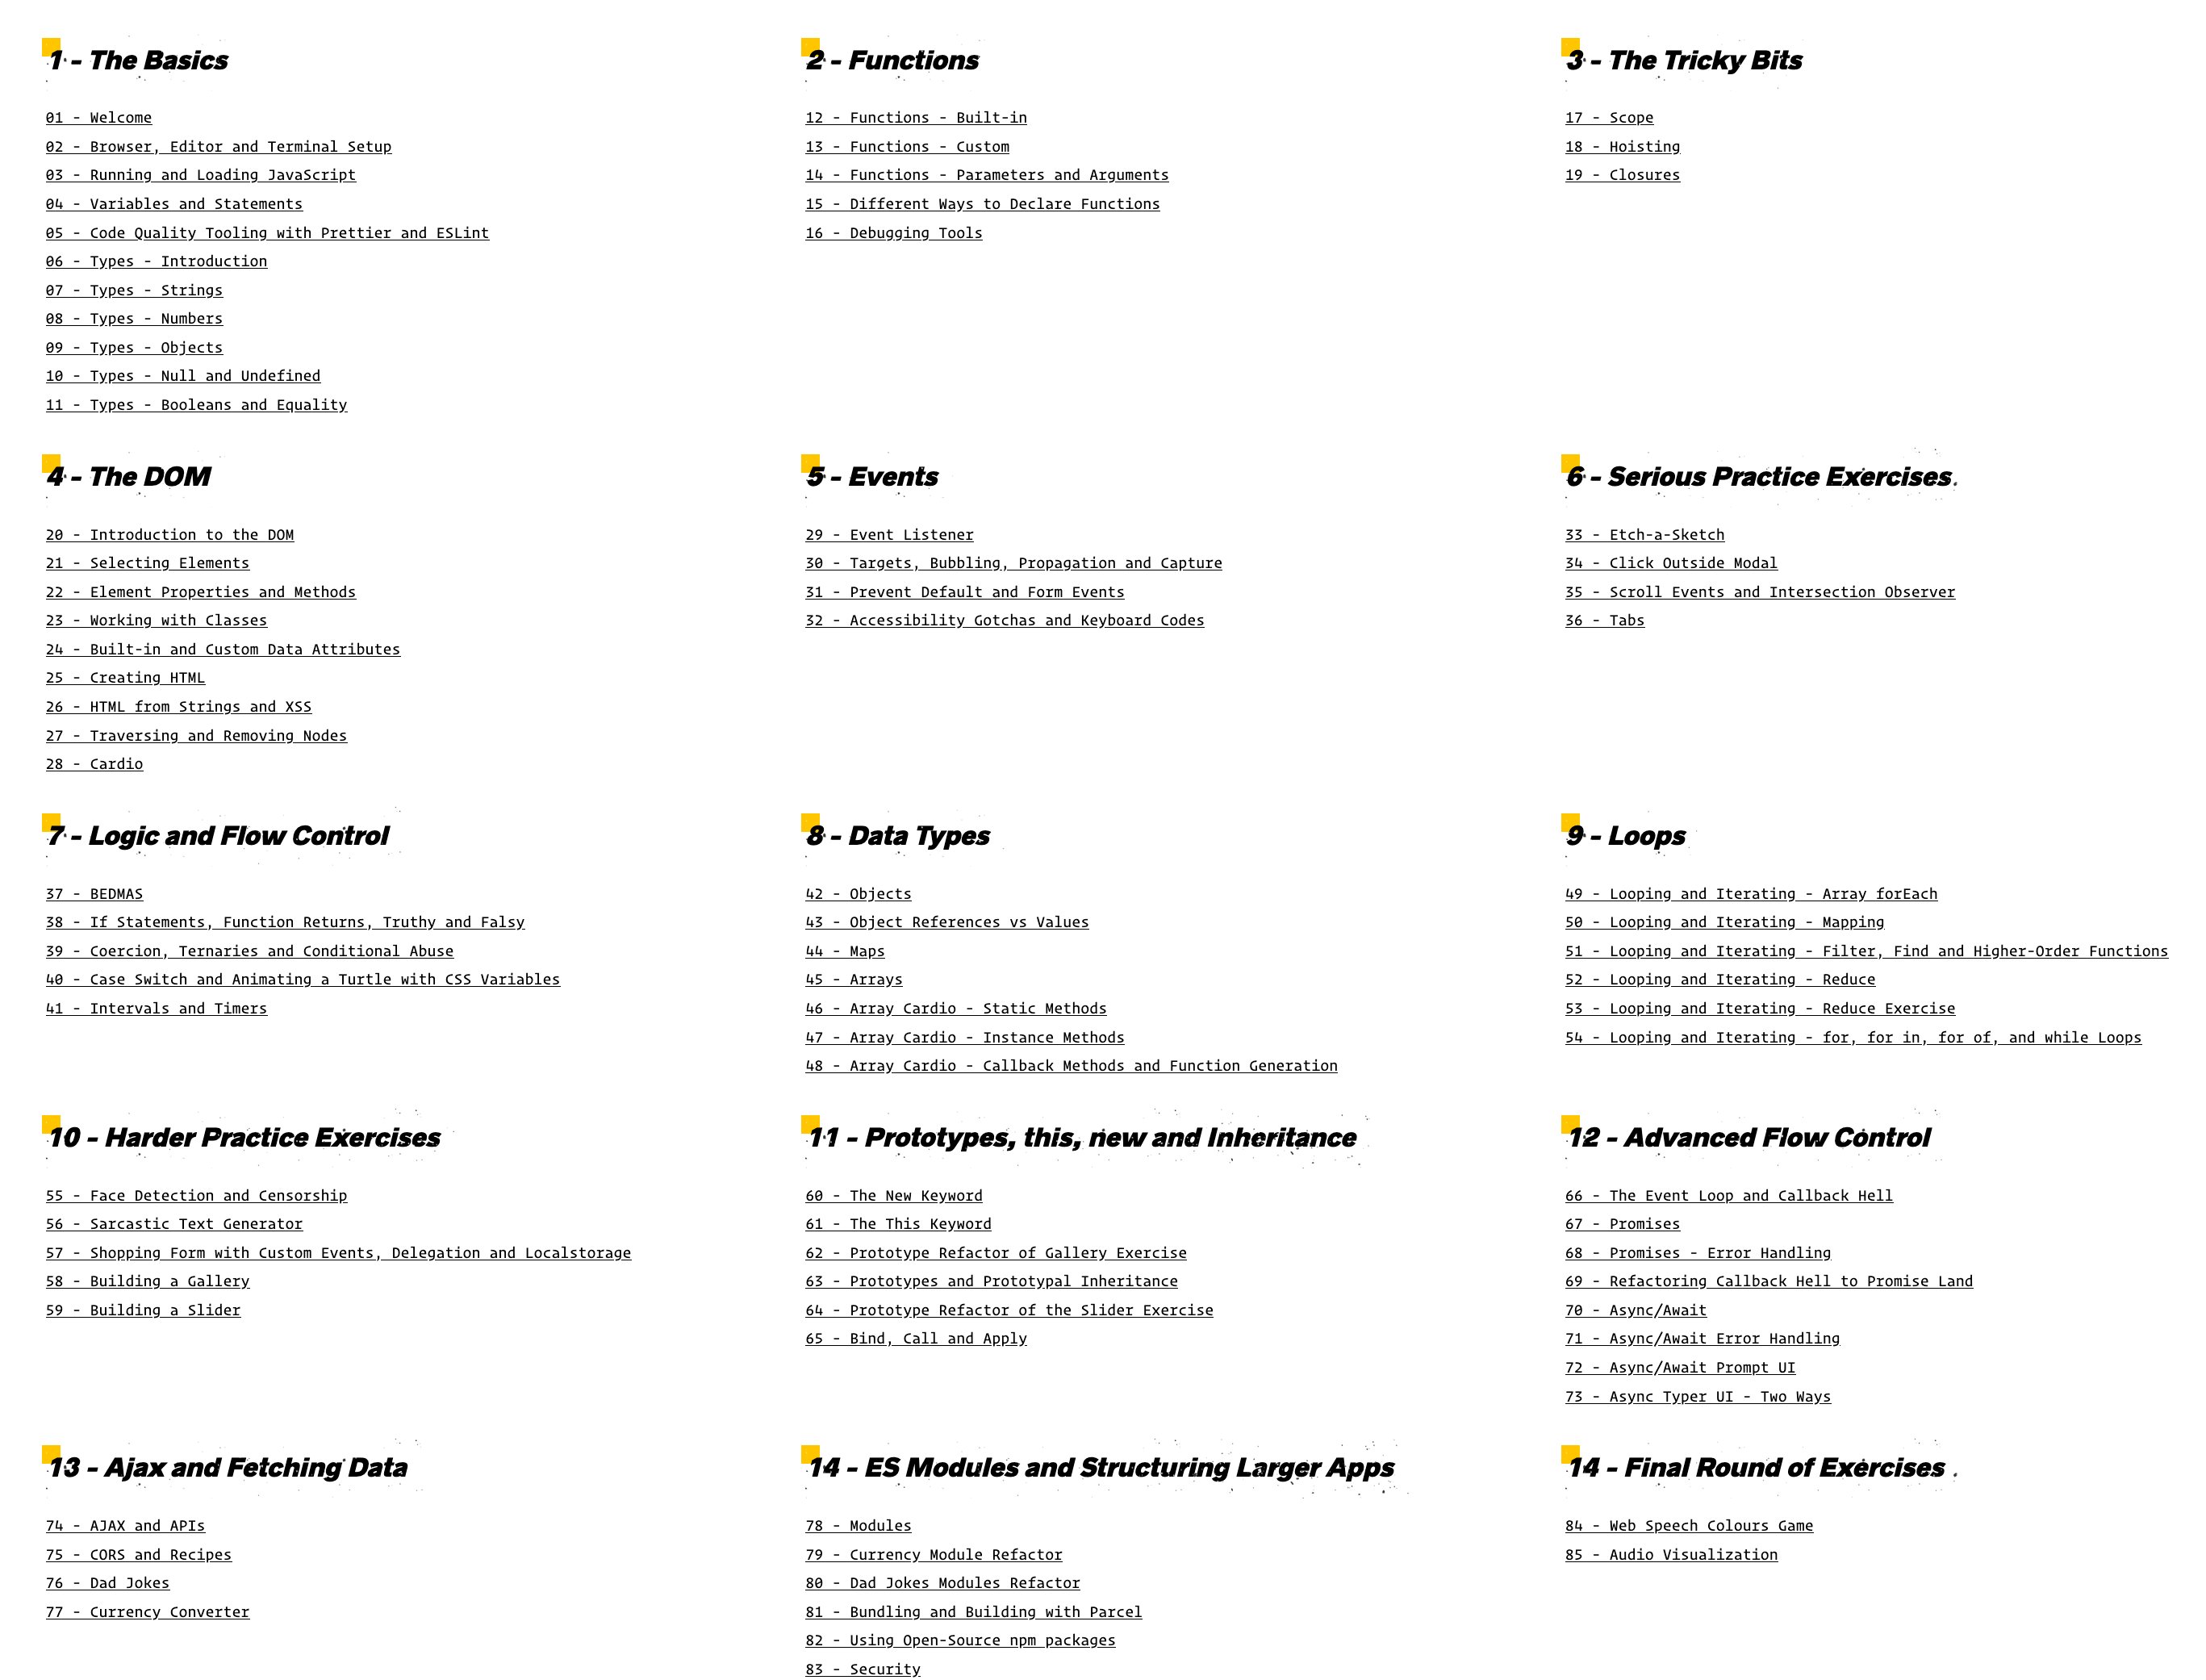 1 - The Basics
01 - Welcome
02 - Browser, Editor and Terminal Setup
03 - Running and Loading JavaScript
04 - Variables and Statements
05 - Code Quality Tooling with Prettier and ESLint
06 - Types - Introduction
07 - Types - Strings
08 - Types - Numbers
09 - Types - Objects
10 - Types - Null and Undefined
11 - Types - Booleans and Equality
2 - Functions
12 - Functions - Built-in
13 - Functions - Custom
14 - Functions - Parameters and Arguments
15 - Different Ways to Declare Functions
16 - Debugging Tools
3 - The Tricky Bits
17 - Scope
18 - Hoisting
19 - Closures
4 - The DOM
20 - Introduction to the DOM
21 - Selecting Elements
22 - Element Properties and Methods
23 - Working with Classes
24 - Built-in and Custom Data Attributes
25 - Creating HTML
26 - HTML from Strings and XSS
27 - Traversing and Removing Nodes
28 - Cardio
5 - Events
29 - Event Listener
30 - Targets, Bubbling, Propagation and Capture
31 - Prevent Default and Form Events
32 - Accessibility Gotchas and Keyboard Codes
6 - Serious Practice Exercises
33 - Etch-a-Sketch
34 - Click Outside Modal
35 - Scroll Events and Intersection Observer
36 - Tabs
7 - Logic and Flow Control
37 - BEDMAS
38 - If Statements, Function Returns, Truthy and Falsy
39 - Coercion, Ternaries and Conditional Abuse
40 - Case Switch and Animating a Turtle with CSS Variables
41 - Intervals and Timers
8 - Data Types
42 - Objects
43 - Object References vs Values
44 - Maps
45 - Arrays
46 - Array Cardio - Static Methods
47 - Array Cardio - Instance Methods
48 - Array Cardio - Callback Methods and Function Generation
9 - Loops
49 - Looping and Iterating - Array forEach
50 - Looping and Iterating - Mapping
51 - Looping and Iterating - Filter, Find and Higher-Order Functions
52 - Looping and Iterating - Reduce
53 - Looping and Iterating - Reduce Exercise
54 - Looping and Iterating - for, for in, for of, and while Loops
10 - Harder Practice Exercises
55 - Face Detection and Censorship
56 - Sarcastic Text Generator
57 - Shopping Form with Custom Events, Delegation and Localstorage
58 - Building a Gallery
59 - Building a Slider
11 - Prototypes, this, new and Inheritance
60 - The New Keyword
61 - The This Keyword
62 - Prototype Refactor of Gallery Exercise
63 - Prototypes and Prototypal Inheritance
64 - Prototype Refactor of the Slider Exercise
65 - Bind, Call and Apply
12 - Advanced Flow Control
66 - The Event Loop and Callback Hell
67 - Promises
68 - Promises - Error Handling
69 - Refactoring Callback Hell to Promise Land
70 - Async/Await
71 - Async/Await Error Handling
72 - Async/Await Prompt UI
73 - Async Typer UI - Two Ways
13 - Ajax and Fetching Data
74 - AJAX and APIs
75 - CORS and Recipes
76 - Dad Jokes
77 - Currency Converter
14 - ES Modules and Structuring Larger Apps
78 - Modules
79 - Currency Module Refactor
80 - Dad Jokes Modules Refactor
81 - Bundling and Building with Parcel
82 - Using Open-Source npm packages
83 - Security
14 - Final Round of Exercises
84 - Web Speech Colours Game
85 - Audio Visualization